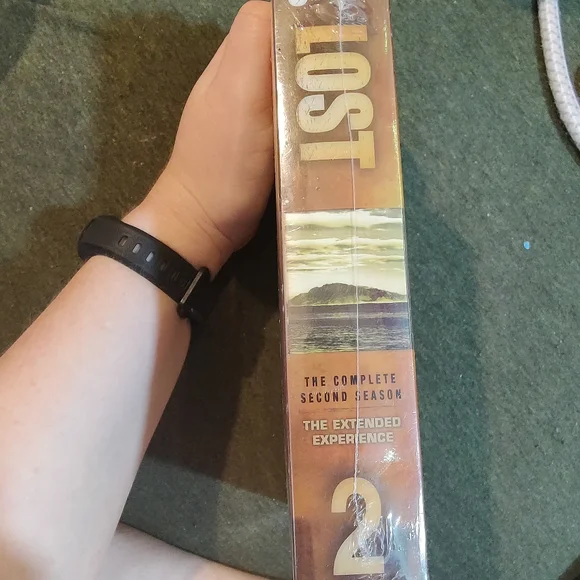 LOST
THE COMPLETE
SECOND SEASON
THE EXTENDED
EXPERIENCE
2